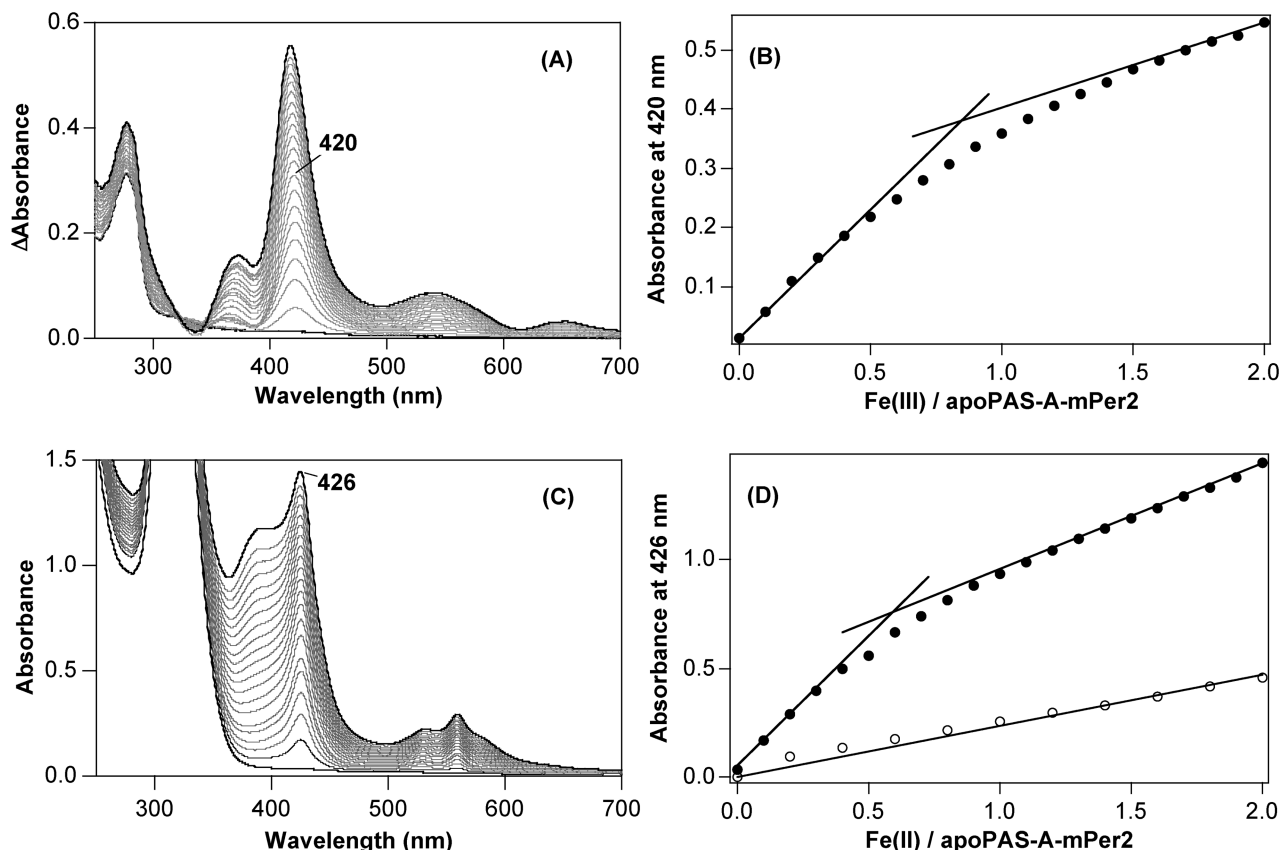 (A)
ΔAbsorbance
0.6
0.4
0.2
0.0
420
300 400 500 600 700
Wavelength (nm)
(B)
Absorbance at 420 nm
0.5
0.4
0.3
0.2
0.1
0.0 0.5 1.0 1.5 2.0
Fe(III) / apoPAS-A-mPer2
(C)
Absorbance
1.5
1.0
0.5
0.0
426
300 400 500 600 700
Wavelength (nm)
(D)
Absorbance at 426 nm
1.0
0.5
0.0
0.0 0.5 1.0 1.5 2.0
Fe(II) / apoPAS-A-mPer2